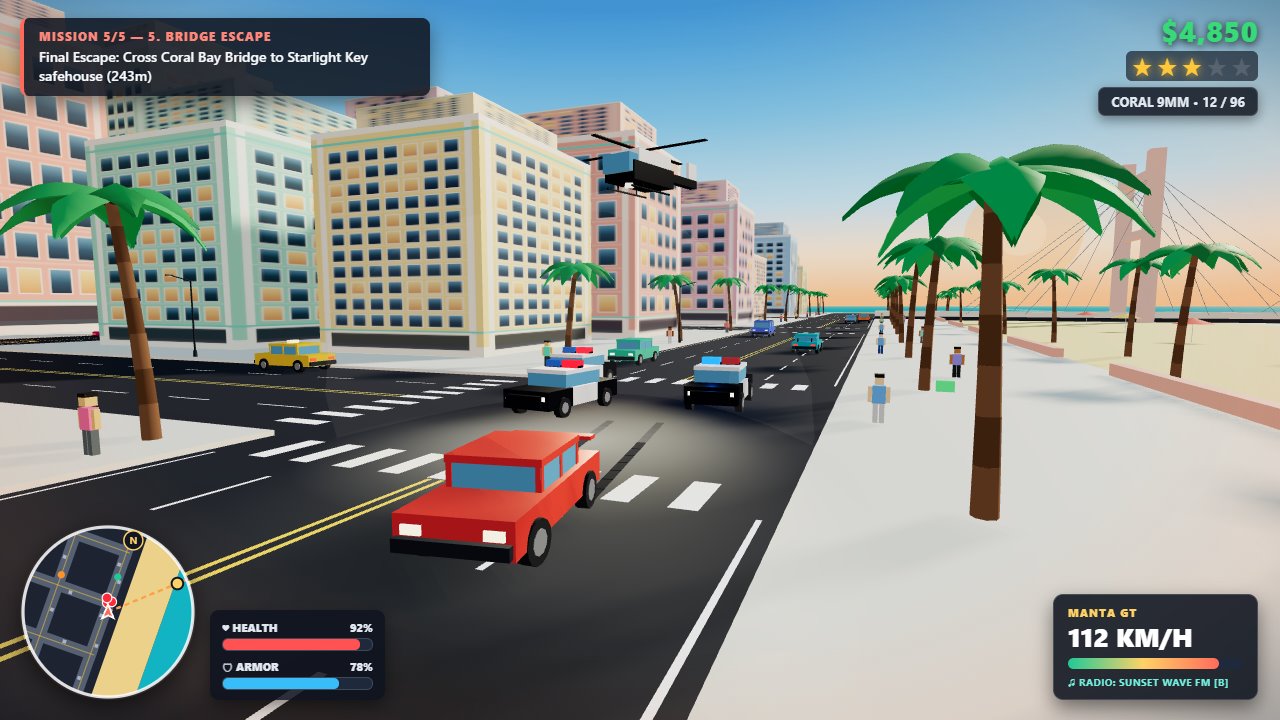 MISSION 5/5 — 5. BRIDGE ESCAPE
Final Escape: Cross Coral Bay Bridge to Starlight Key
safehouse (243m)
$4,850
CORAL 9MM • 12 / 96
N
HEALTH 92%
ARMOR 78%
MANTA GT
112 KM/H
RADIO: SUNSET WAVE FM [B]